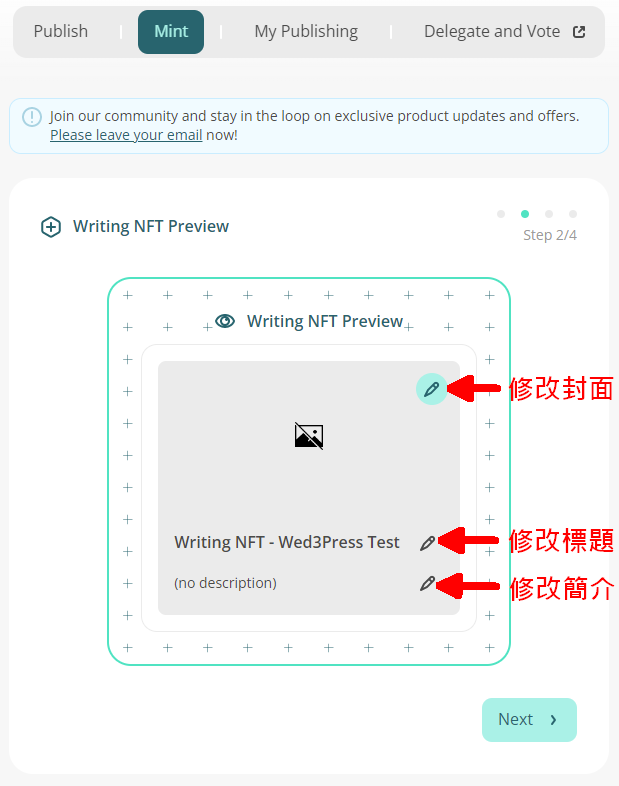 Publish
Mint
My Publishing
Delegate and Vote
Join our community and stay in the loop on exclusive product updates and offers.
Please leave your email now!
Writing NFT Preview
Step 2/4
Writing NFT Preview
修改封面
Writing NFT - Wed3Press Test
修改標題
(no description)
修改簡介
Next